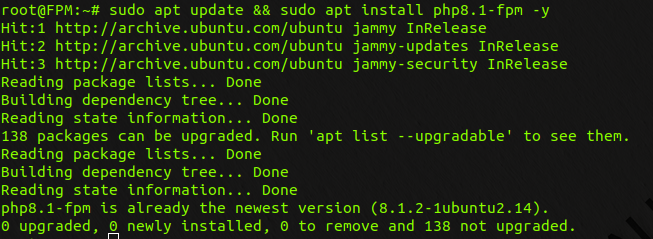 root@FPM:~# sudo apt update && sudo apt install php8.1-fpm -y
Hit:1 http://archive.ubuntu.com/ubuntu jammy InRelease
Hit:2 http://archive.ubuntu.com/ubuntu jammy-updates InRelease
Hit:3 http://archive.ubuntu.com/ubuntu jammy-security InRelease
Reading package lists... Done
Building dependency tree... Done
Reading state information... Done
138 packages can be upgraded. Run 'apt list --upgradable' to see them.
Reading package lists... Done
Building dependency tree... Done
Reading state information... Done
php8.1-fpm is already the newest version (8.1.2-1ubuntu2.14).
0 upgraded, 0 newly installed, 0 to remove and 138 not upgraded.